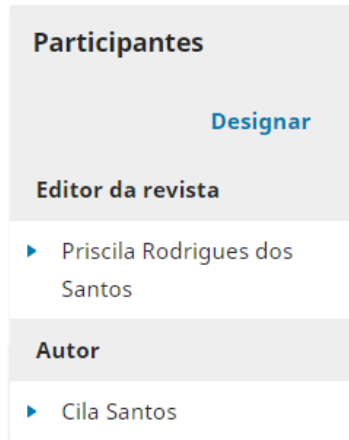 Participantes
Designar
Editor da revista
Priscila Rodrigues dos
Santos
Autor
Cila Santos